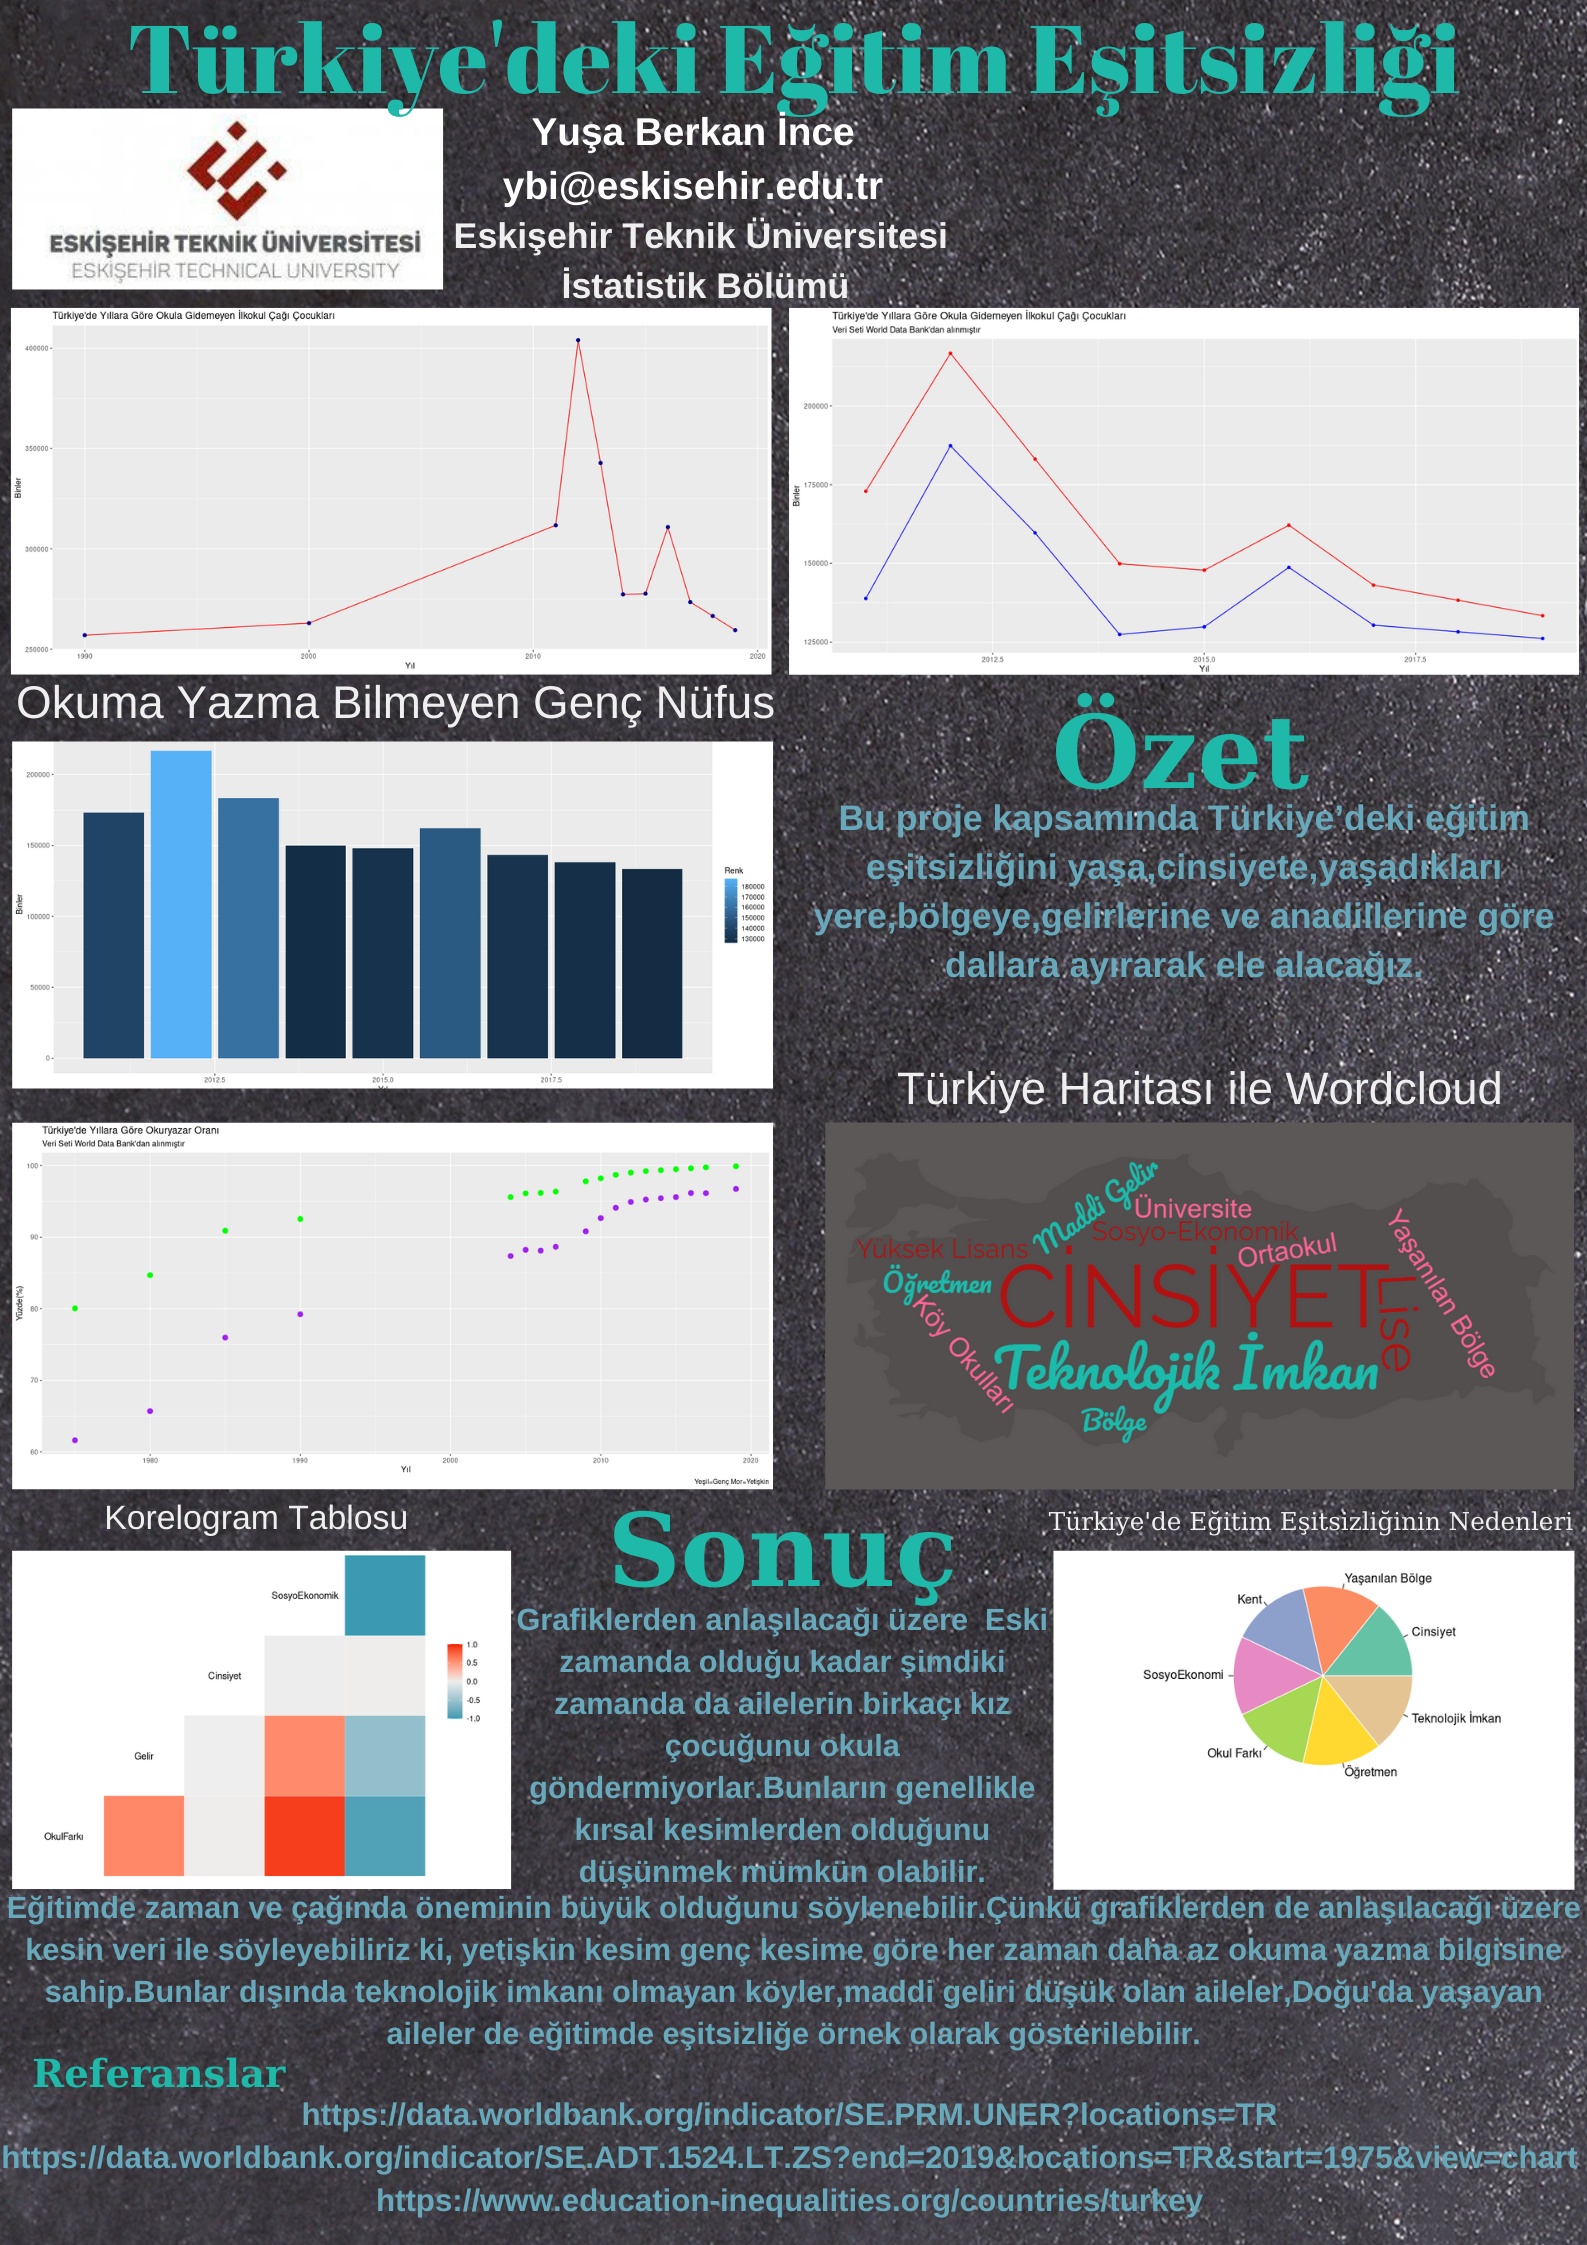 Türkiye'deki Eğitim Eşitsizliği
ESKİŞEHİR TEKNİK ÜNİVERSİTESİ
ESKİŞEHİR TECHNICAL UNIVERSITY
Yuşa Berkan İnce
ybi@eskisehir.edu.tr
Eskişehir Teknik Üniversitesi
İstatistik Bölümü
Türkiye'de Yıllara Göre Okula Gidemeyen İlkokul Çağı Çocukları
400000
350000
300000
250000
Binler
1990
2000
2010
2020
Yıl
Türkiye'de Yıllara Göre Okula Gidemeyen İlkokul Çağı Çocukları
Veri Seti World Data Bank'dan alınmıştır
200000
175000
150000
125000
Binler
2012.5
2015.0
2017.5
Yıl
Okuma Yazma Bilmeyen Genç Nüfus
200000
150000
100000
50000
0
Binler
2012.5
2015.0
2017.5
Renk
180000
170000
160000
150000
140000
130000
Özet
Bu proje kapsamında Türkiye’deki eğitim
eşitsizliğini yaşa,cinsiyete,yaşadıkları
yere,bölgeye,gelirlerine ve anadillerine göre
dallara ayırarak ele alacağız.
Türkiye'de Yıllara Göre Okuryazar Oranı
Veri Seti World Data Bank'dan alınmıştır
100
90
80
70
60
Yüzde(%)
1980
1990
2000
2010
2020
Yıl
Yeşil=Genç Mor=Yetişkin
Türkiye Haritası ile Wordcloud
Maddi Gelir
Üniversite
Sosyo-Ekonomik
Yüksek Lisans
Ortaokul
Yaşanılan Bölge
Öğretmen
CİNSİYET
Lise
Köy Okulları
Teknolojik İmkan
Bölge
Korelogram Tablosu
SosyoEkonomik
Cinsiyet
Gelir
OkulFarkı
1.0
0.5
0.0
-0.5
-1.0
Sonuç
Grafiklerden anlaşılacağı üzere  Eski
zamanda olduğu kadar şimdiki
zamanda da ailelerin birkaçı kız
çocuğunu okula
göndermiyorlar.Bunların genellikle
kırsal kesimlerden olduğunu
düşünmek mümkün olabilir.
Türkiye'de Eğitim Eşitsizliğinin Nedenleri
Yaşanılan Bölge
Kent
Cinsiyet
SosyoEkonomi
Teknolojik İmkan
Okul Farkı
Öğretmen
Eğitimde zaman ve çağında öneminin büyük olduğunu söylenebilir.Çünkü grafiklerden de anlaşılacağı üzere
kesin veri ile söyleyebiliriz ki, yetişkin kesim genç kesime göre her zaman daha az okuma yazma bilgisine
sahip.Bunlar dışında teknolojik imkanı olmayan köyler,maddi geliri düşük olan aileler,Doğu'da yaşayan
aileler de eğitimde eşitsizliğe örnek olarak gösterilebilir.
Referanslar
https://data.worldbank.org/indicator/SE.PRM.UNER?locations=TR
https://data.worldbank.org/indicator/SE.ADT.1524.LT.ZS?end=2019&locations=TR&start=1975&view=chart
https://www.education-inequalities.org/countries/turkey